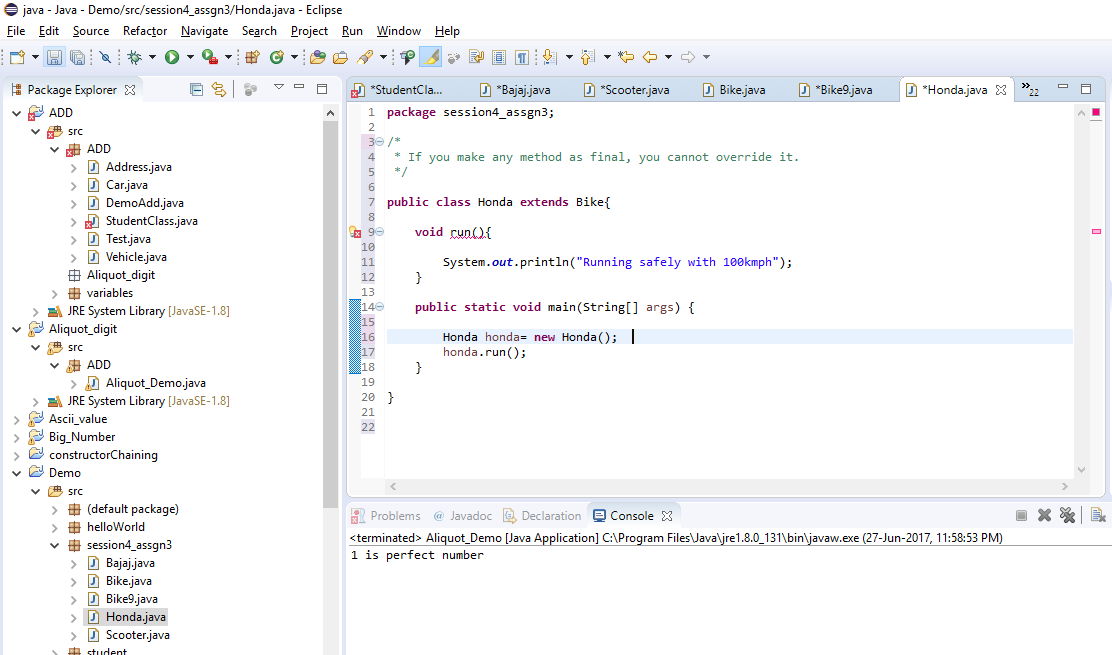 java - Java - Demo/src/session4_assgn3/Honda.java - Eclipse
File Edit Source Refactor Navigate Search Project Run Window Help
Package Explorer
ADD
src
ADD
Address.java
Car.java
DemoAdd.java
StudentClass.java
Test.java
Vehicle.java
Aliquot_digit
variables
JRE System Library [JavaSE-1.8]
Aliquot_digit
src
ADD
Aliquot_Demo.java
JRE System Library [JavaSE-1.8]
Ascii_value
Big_Number
constructorChaining
Demo
src
(default package)
helloWorld
session4_assgn3
Bajaj.java
Bike.java
Bike9.java
Honda.java
Scooter.java
student
*StudentCla... *Bajaj.java *Scooter.java Bike.java *Bike9.java *Honda.java »22
1 package session4_assgn3;
2
3 /*
4 * If you make any method as final, you cannot override it.
5 */
6
7 public class Honda extends Bike{
8
9 void run(){
10
11 System.out.println("Running safely with 100kmph");
12 }
13
14 public static void main(String[] args) {
15
16 Honda honda= new Honda();
17 honda.run();
18 }
19
20 }
21
22
Problems @ Javadoc Declaration Console
<terminated> Aliquot_Demo [Java Application] C:\Program Files\Java\jre1.8.0_131\bin\javaw.exe (27-Jun-2017, 11:58:53 PM)
1 is perfect number